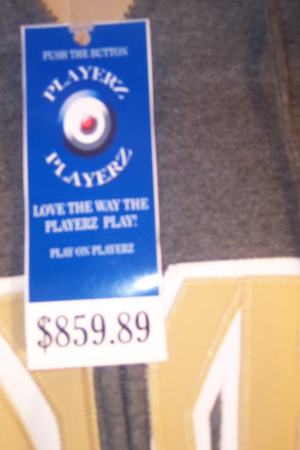 PUSH THE BUTTON
PLAYERZ
PLAYERZ
LOVE THE WAY THE
PLAYERZ PLAY!
PLAY ON PLAYERZ
$859.89